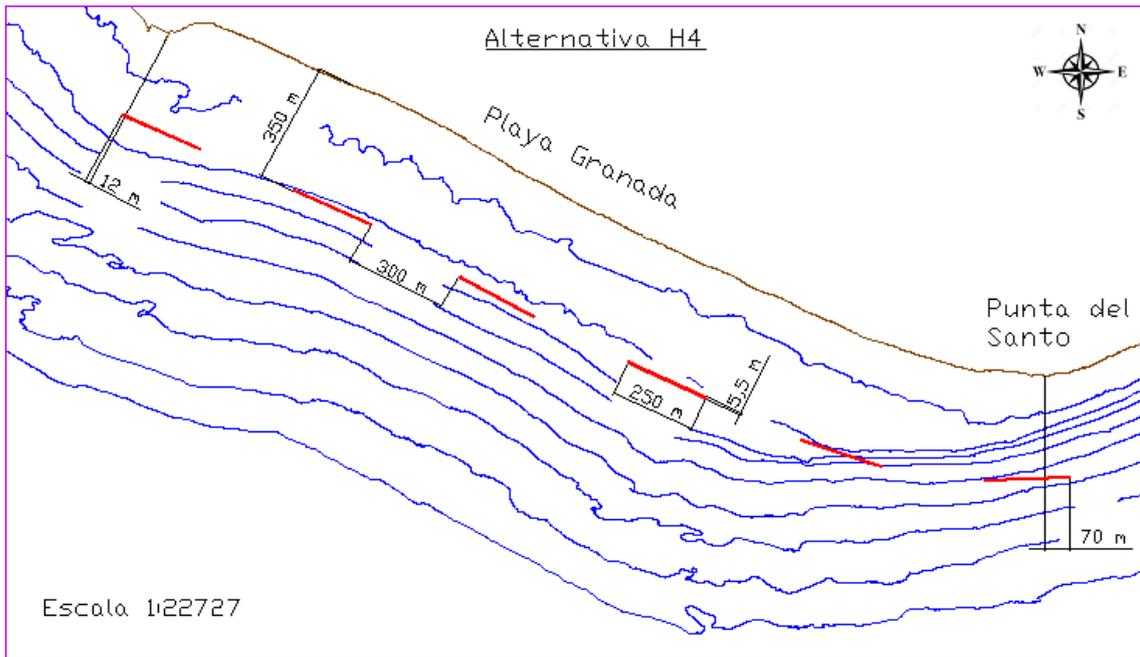 Alternativa H4
N
W E
S
350 m
Playa Granada
12 m
300 m
Punta del
Santo
5.5 m
250 m
70 m
Escala 1:22727